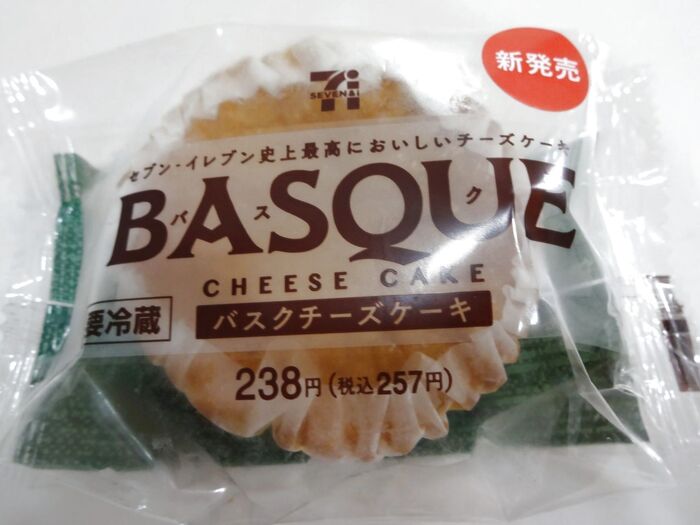 新発売
7i
SEVEN&i
セブン-イレブン史上最高においしいチーズケーキ
BASQUE
バスク
CHEESE CAKE
要冷蔵
バスクチーズケーキ
238円(税込257円)